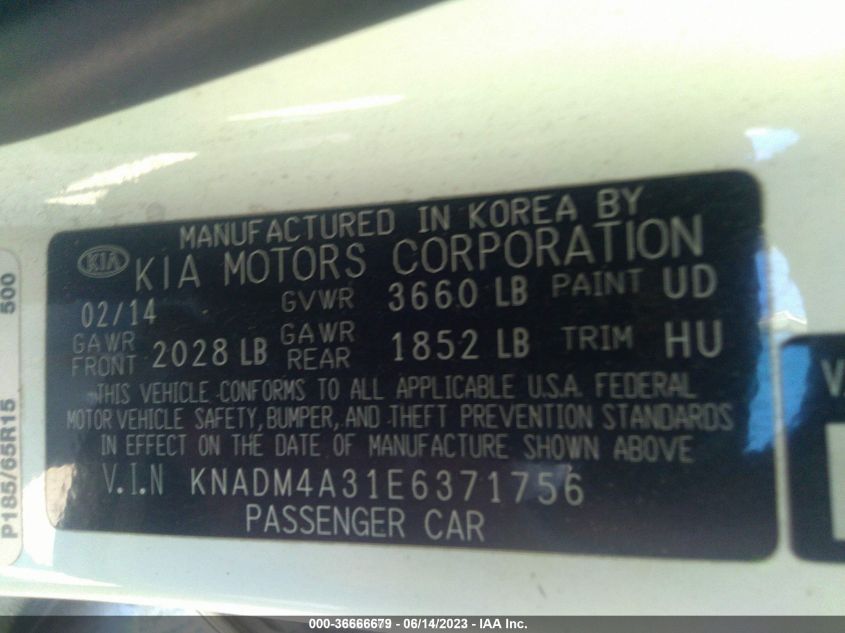 MANUFACTURED IN KOREA BY
KIA KIA MOTORS CORPORATION
02/14 GVWR 3660 LB PAINT UD
GAWR FRONT 2028 LB GAWR REAR 1852 LB TRIM HU
THIS VEHICLE CONFORMS TO ALL APPLICABLE U.S.A. FEDERAL
MOTOR VEHICLE SAFETY, BUMPER, AND THEFT PREVENTION STANDARDS
IN EFFECT ON THE DATE OF MANUFACTURE SHOWN ABOVE
V.I.N KNADM4A31E6371756
PASSENGER CAR
P185/65R15 500
V
000-36666679 - 06/14/2023 - IAA Inc.